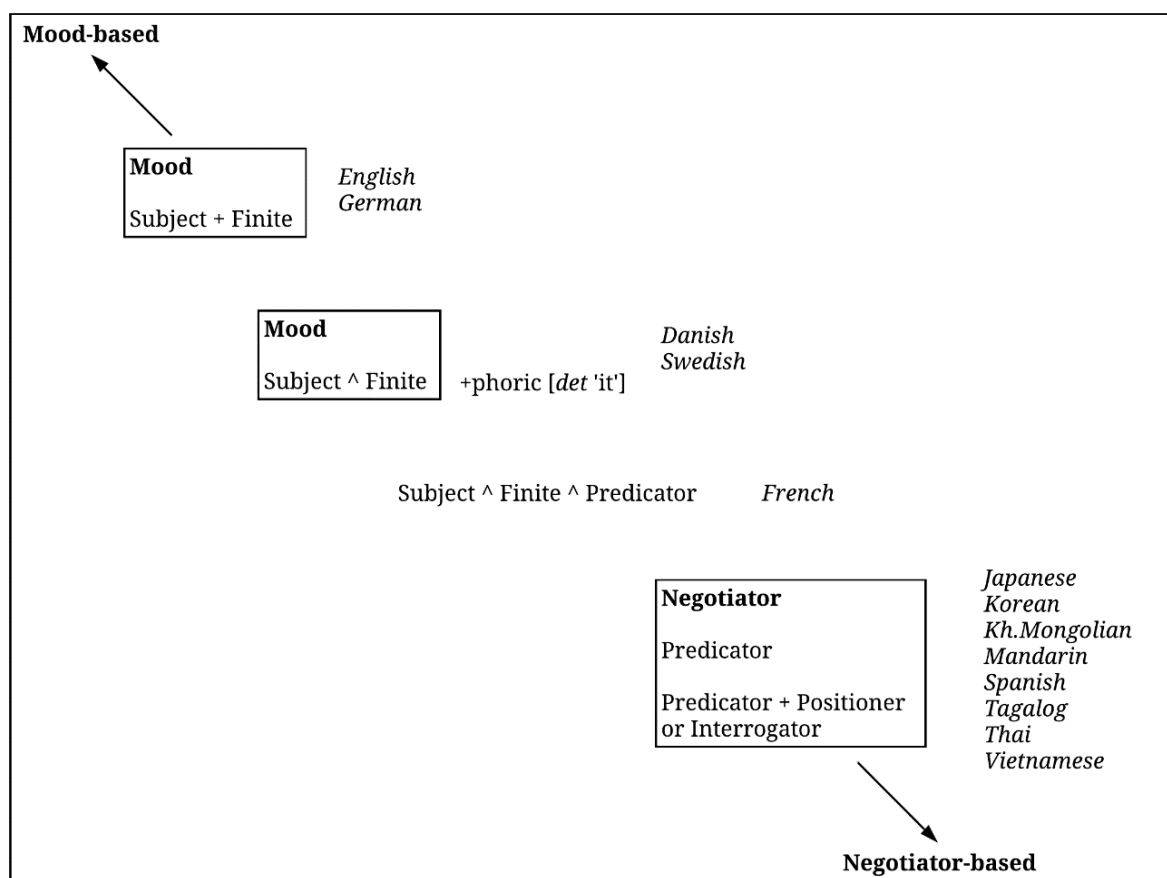 Mood-based
Mood
Subject + Finite
English
German
Mood
Subject ^ Finite
+phoric [det 'it']
Danish
Swedish
Subject ^ Finite ^ Predicator
French
Negotiator
Predicator
Predicator + Positioner
or Interrogator
Japanese
Korean
Kh.Mongolian
Mandarin
Spanish
Tagalog
Thai
Vietnamese
Negotiator-based